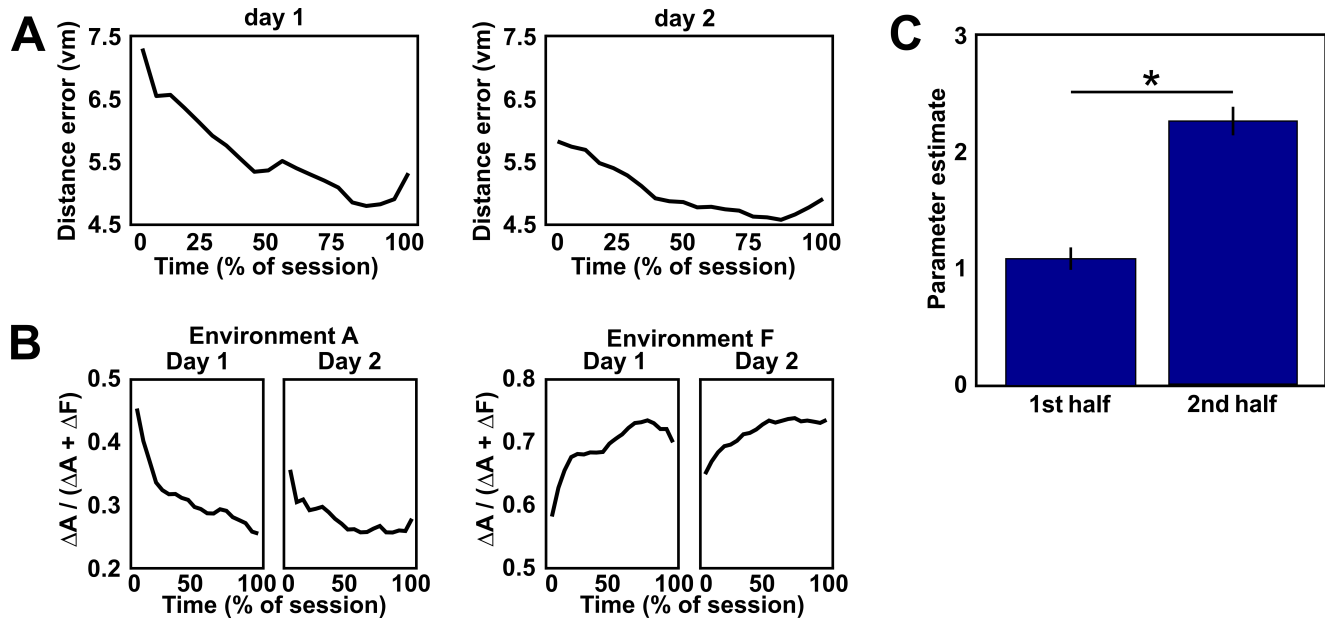 A
day 1
7.5
6.5
5.5
4.5
Distance error (vm)
0 25 50 75 100
Time (% of session)
day 2
7.5
6.5
5.5
4.5
Distance error (vm)
0 25 50 75 100
Time (% of session)
C
3
2
1
0
Parameter estimate
*
1st half 2nd half
B
Environment A
Day 1 Day 2
0.5
0.4
0.3
0.2
ΔA / (ΔA + ΔF)
0 50 100 0 50 100
Time (% of session)
Environment F
Day 1 Day 2
0.8
0.7
0.6
0.5
ΔA / (ΔA + ΔF)
0 50 100 0 50 100
Time (% of session)